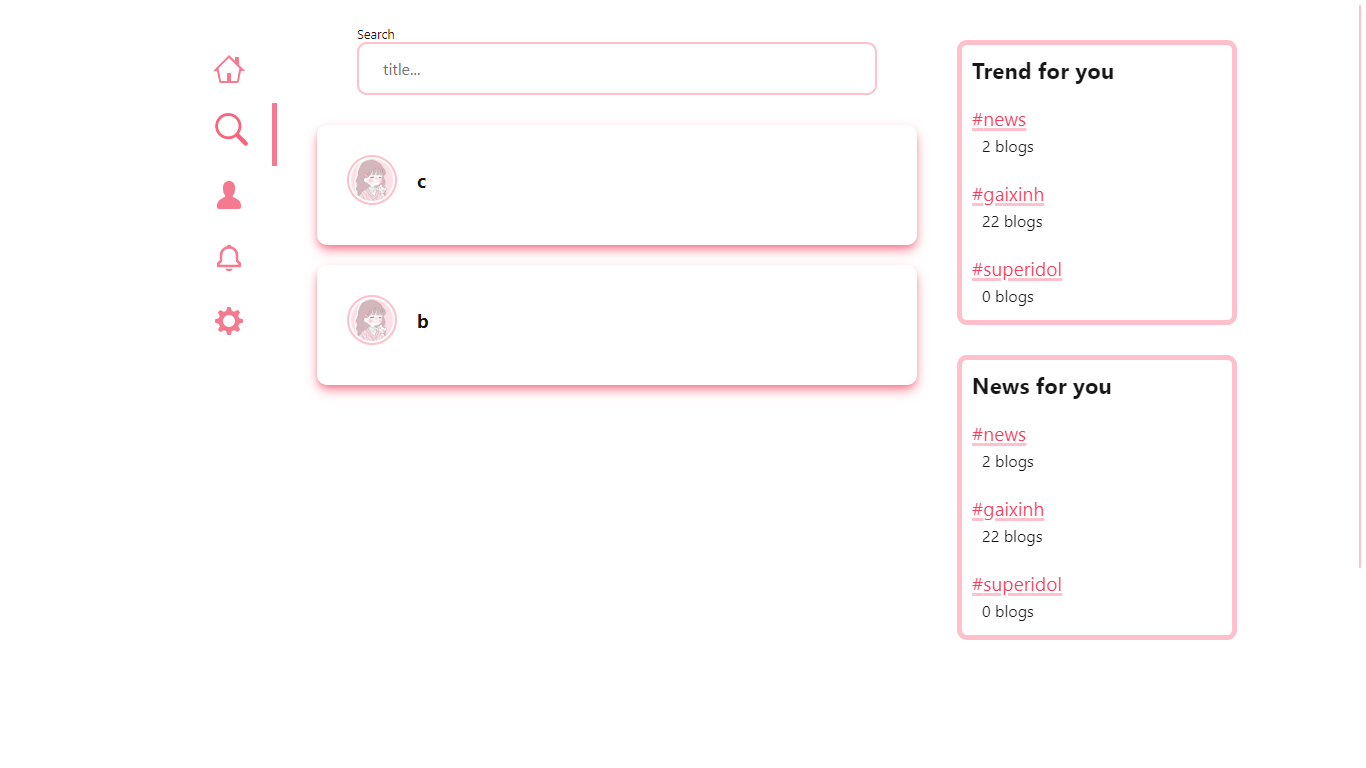 Search
title...
c
b
Trend for you
#news
2 blogs
#gaixinh
22 blogs
#superidol
0 blogs
News for you
#news
2 blogs
#gaixinh
22 blogs
#superidol
0 blogs